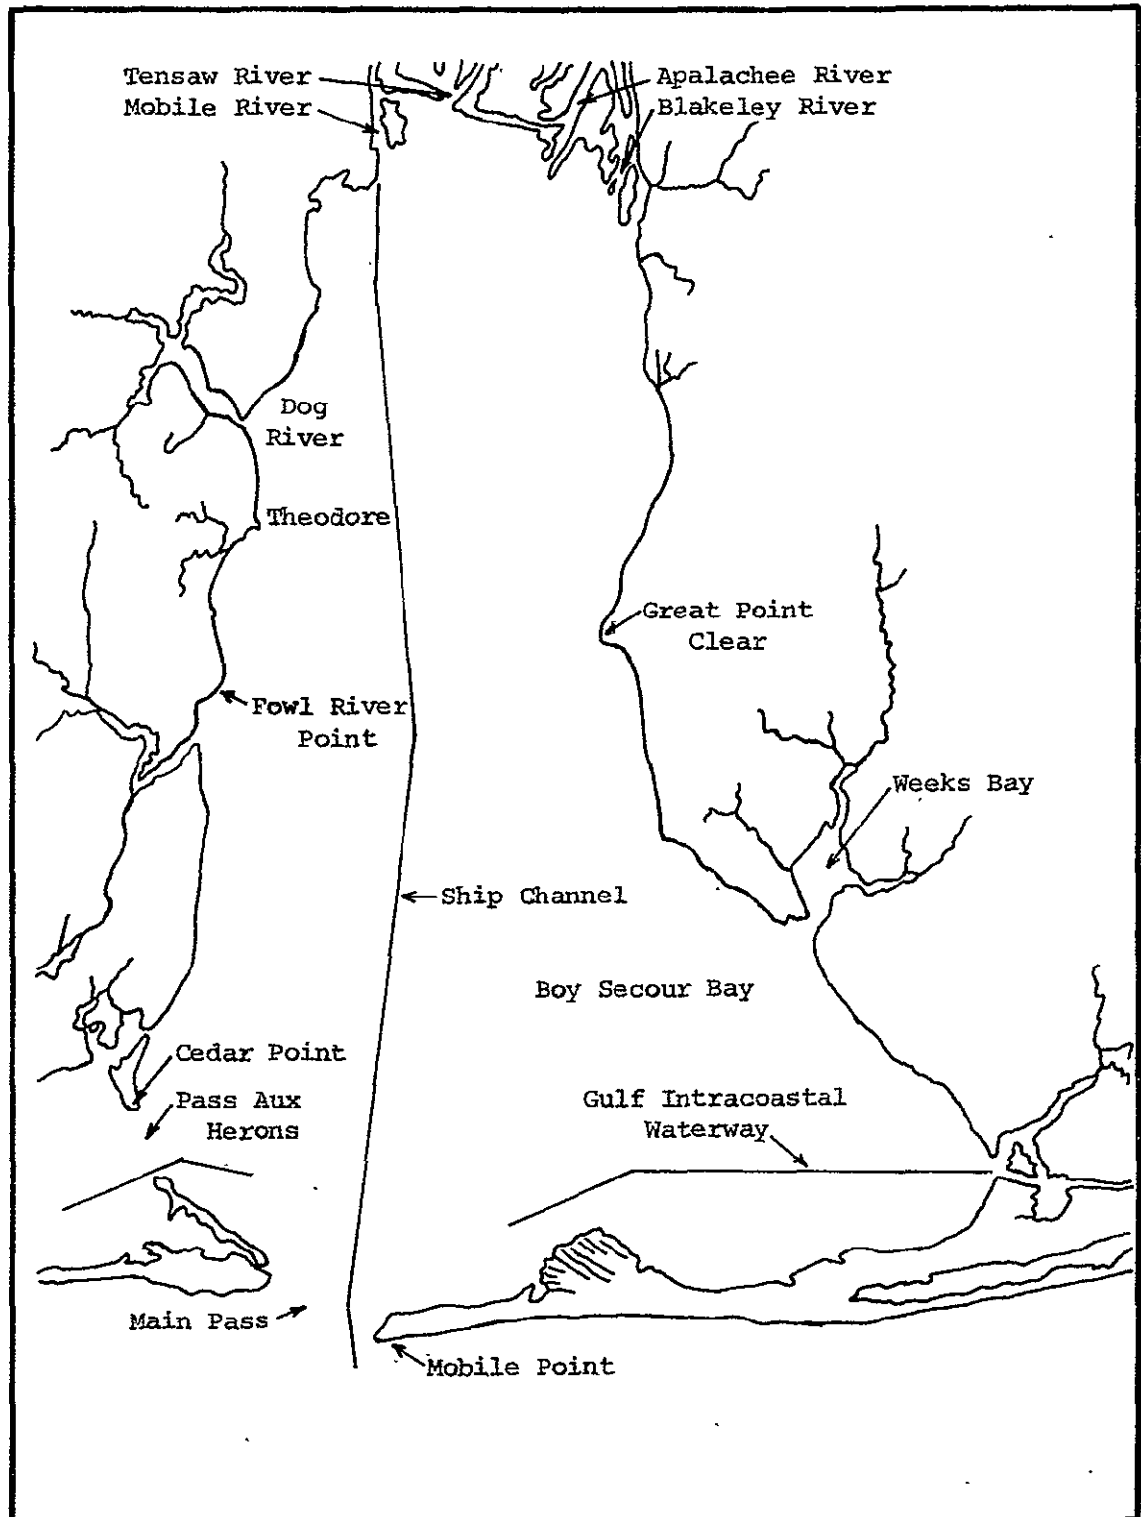 Tensaw River
Mobile River
Apalachee River
Blakeley River
Dog
River
Theodore
Great Point
Clear
Fowl River
Point
Weeks Bay
Ship Channel
Boy Secour Bay
Cedar Point
Pass Aux
Herons
Gulf Intracoastal
Waterway
Main Pass
Mobile Point